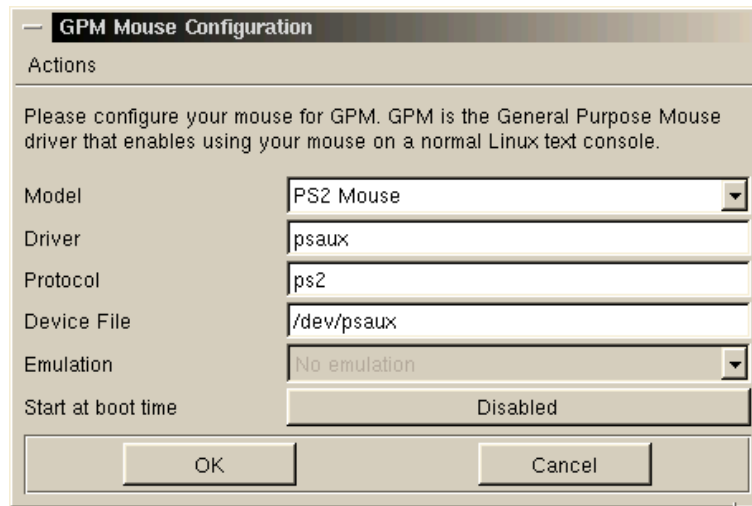 GPM Mouse Configuration
Actions
Please configure your mouse for GPM. GPM is the General Purpose Mouse
driver that enables using your mouse on a normal Linux text console.
Model PS2 Mouse
Driver psaux
Protocol ps2
Device File /dev/psaux
Emulation No emulation
Start at boot time Disabled
OK Cancel